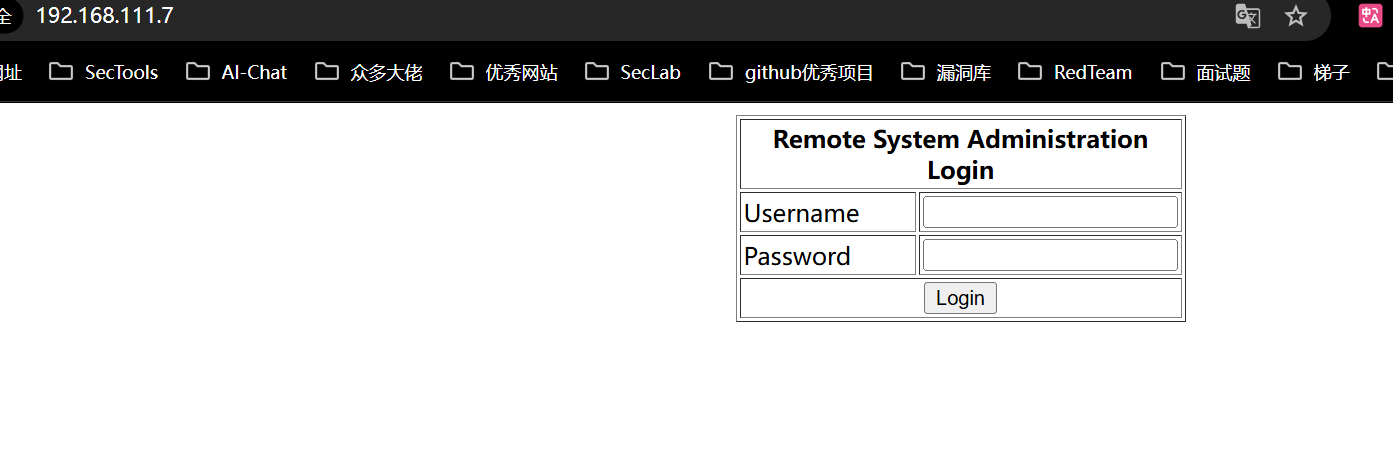 192.168.111.7
SecTools AI-Chat 众多大佬 优秀网站 SecLab github优秀项目 漏洞库 RedTeam 面试题 梯子
Remote System Administration
Login
Username
Password
Login